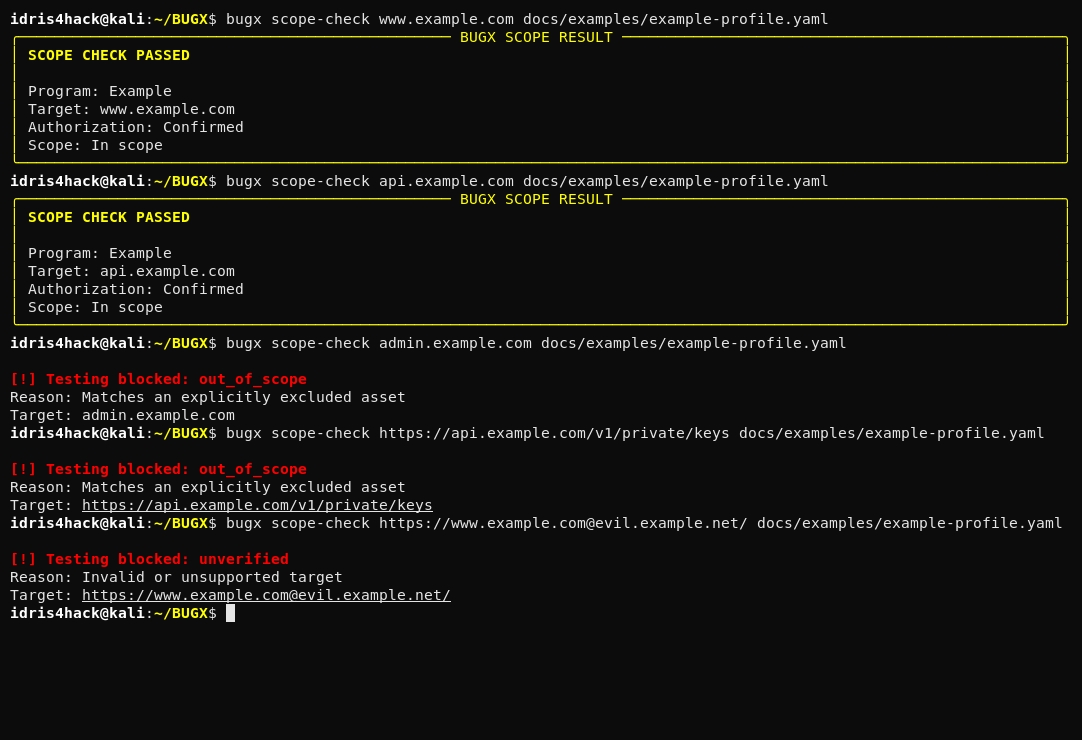 idris4hack@kali:~/BUGX$ bugx scope-check www.example.com docs/examples/example-profile.yaml
BUGX SCOPE RESULT
SCOPE CHECK PASSED
Program: Example
Target: www.example.com
Authorization: Confirmed
Scope: In scope
idris4hack@kali:~/BUGX$ bugx scope-check api.example.com docs/examples/example-profile.yaml
BUGX SCOPE RESULT
SCOPE CHECK PASSED
Program: Example
Target: api.example.com
Authorization: Confirmed
Scope: In scope
idris4hack@kali:~/BUGX$ bugx scope-check admin.example.com docs/examples/example-profile.yaml
[!] Testing blocked: out_of_scope
Reason: Matches an explicitly excluded asset
Target: admin.example.com
idris4hack@kali:~/BUGX$ bugx scope-check https://api.example.com/v1/private/keys docs/examples/example-profile.yaml
[!] Testing blocked: out_of_scope
Reason: Matches an explicitly excluded asset
Target: https://api.example.com/v1/private/keys
idris4hack@kali:~/BUGX$ bugx scope-check https://www.example.com@evil.example.net/ docs/examples/example-profile.yaml
[!] Testing blocked: unverified
Reason: Invalid or unsupported target
Target: https://www.example.com@evil.example.net/
idris4hack@kali:~/BUGX$